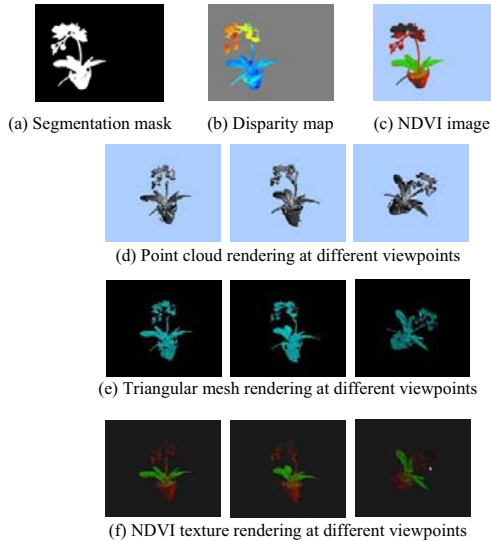 (a) Segmentation mask
(b) Disparity map
(c) NDVI image
(d) Point cloud rendering at different viewpoints
(e) Triangular mesh rendering at different viewpoints
(f) NDVI texture rendering at different viewpoints